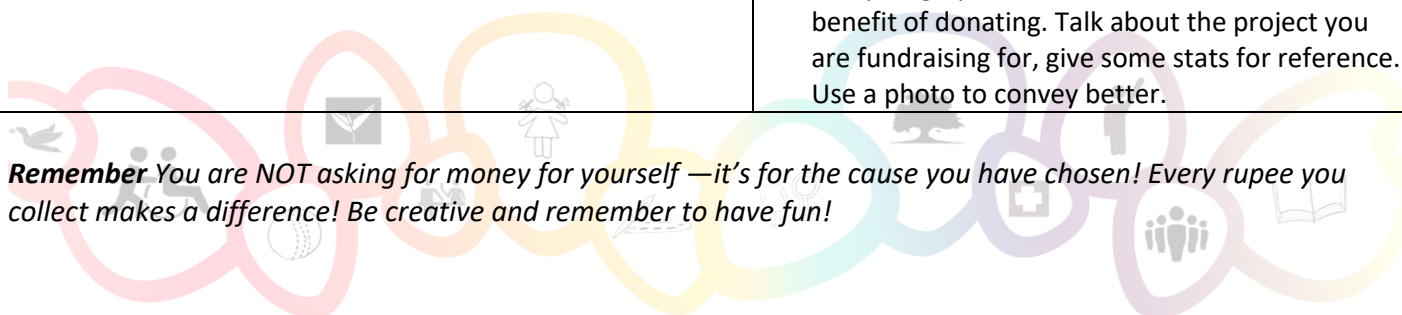 benefit of donating. Talk about the project you
are fundraising for, give some stats for reference.
Use a photo to convey better.
Remember You are NOT asking for money for yourself —it's for the cause you have chosen! Every rupee you
collect makes a difference! Be creative and remember to have fun!